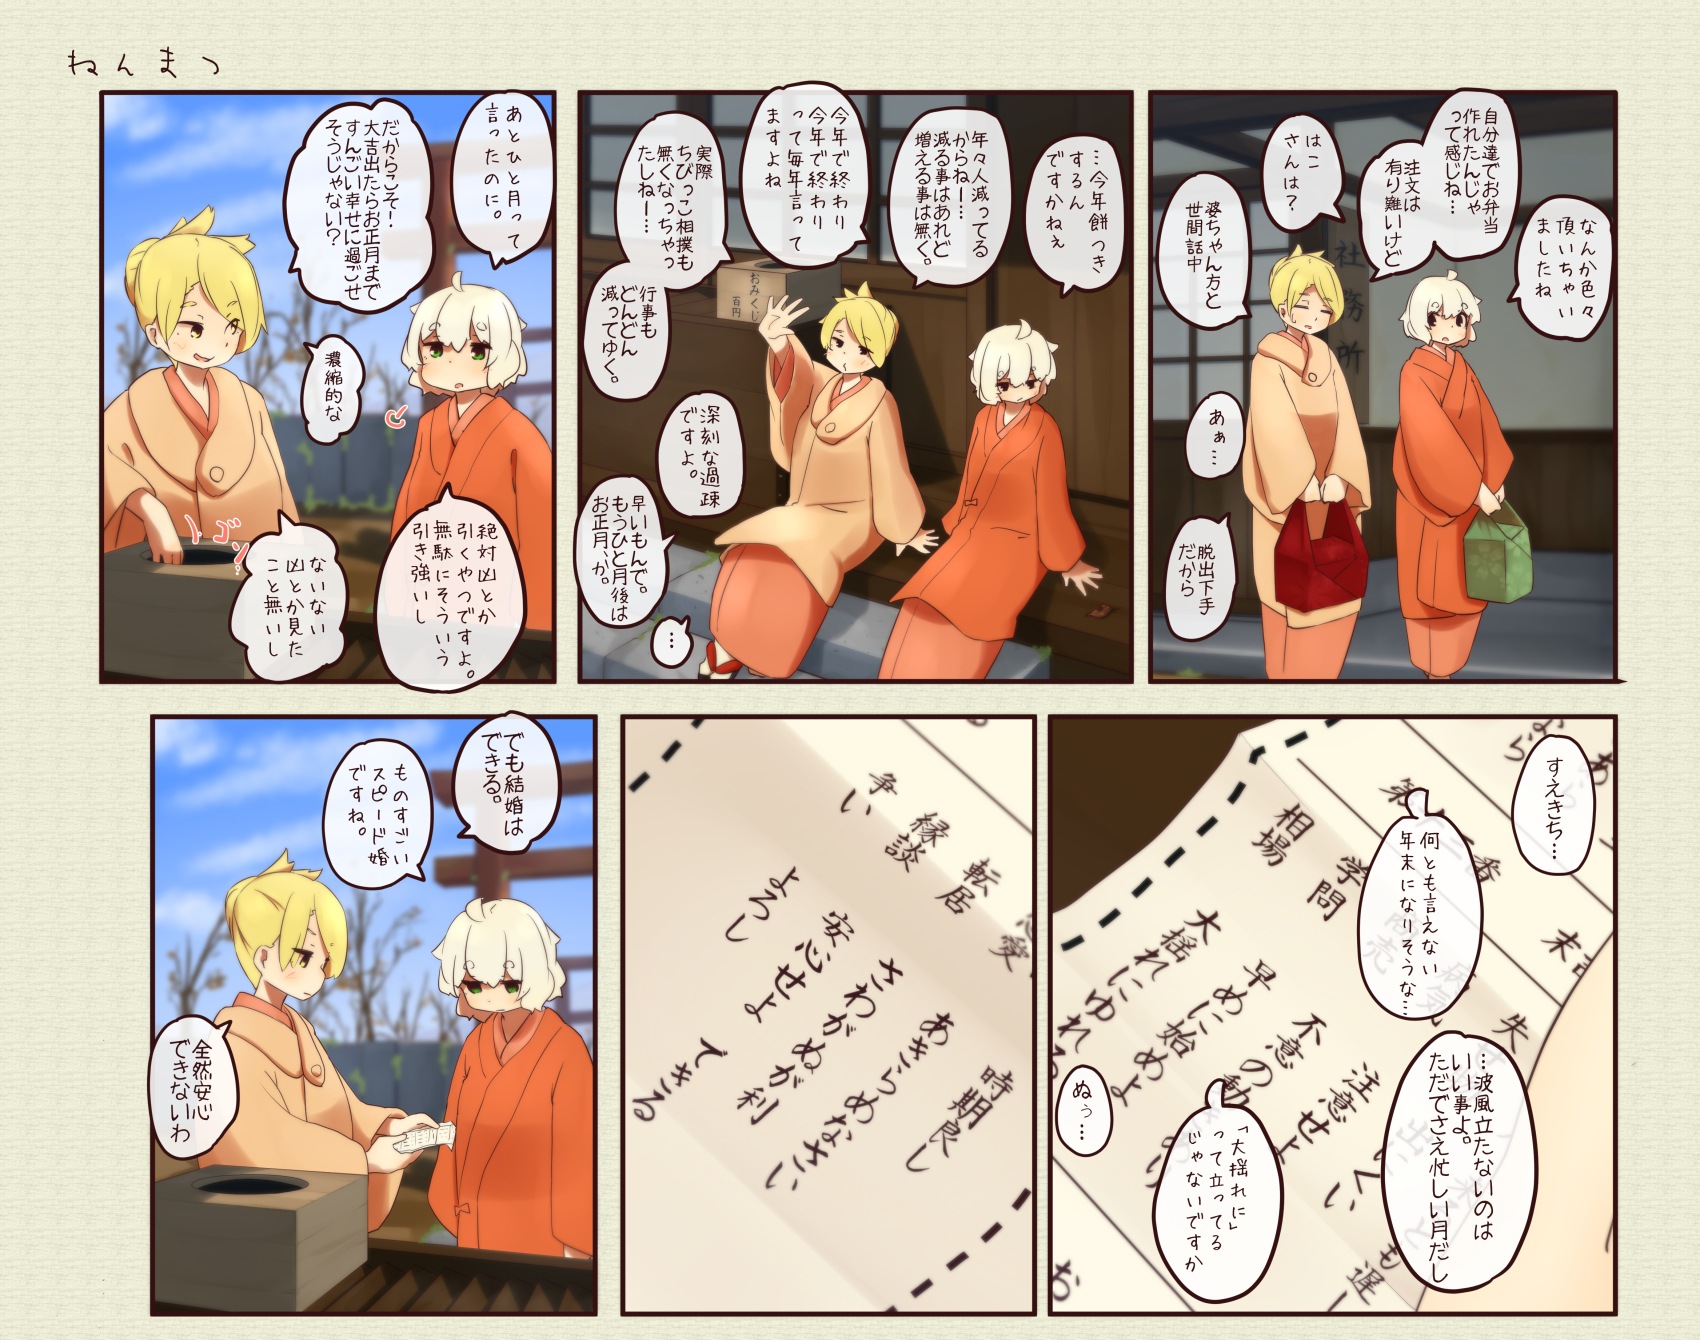 ねんまつ
なんか色々
頂いちゃい
ましたね
自分達でお弁当
作れたんじゃ
って感じね…
注文は
有り難いけど
はこ
さんは？
婆ちゃん方と
世間話中
あぁ…
脱出下手
だから
社務所
…今年餅つき
するん
ですかねぇ
年々人減ってる
からねー…
減る事はあれど
増える事は無く。
今年で終わり
今年で終わり
って毎年言って
ますよね
実際
ちびっこ相撲も
無くなっちゃっ
たしねー…
行事も
どんどん
減ってゆく。
深刻な過疎
ですよ。
早いもんで。
もうひと月後は
お正月か。
…
おみくじ
百円
あとひと月って
言ったのに。
だからこそ！
大吉出たらお正月まで
すんごい幸せに過ごせ
そうじゃない？
濃縮的な
絶対凶とか
引くやつですよ。
無駄にそういう
引き強いし
ないない
凶とか見た
こと無いし
ゴソ
すえきち…
何とも言えない
年末になりそうな…
…波風立たないのは
いい事よ。
ただでさえ忙しい月だし
「大揺れに」
って立ってる
じゃないですか
ぬぅ…
学問
早めに始めよ
相場
大揺れにゆれる
転居
さわがぬが利
縁談
安心せよ　できる
争い
よろし
時期良し
あきらめなさい
でも結婚は
できる。
ものすごい
スピード婚
ですね。
全然安心
できないわ